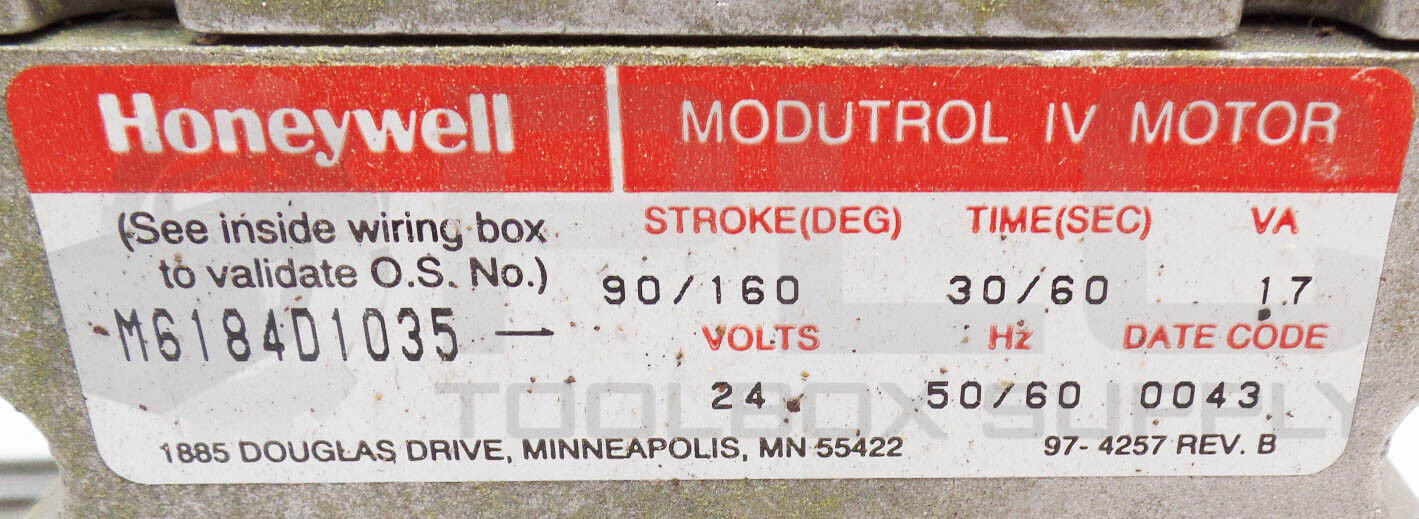 Honeywell MODUTROL IV MOTOR
(See inside wiring box STROKE(DEG) TIME(SEC) VA
to validate O.S. No.) 90/160 30/60 17
M6184D1035 — VOLTS Hz DATE CODE
24 50/60 0043
TOOLBOX SUPPLY
1885 DOUGLAS DRIVE, MINNEAPOLIS, MN 55422 97-4257 REV. B